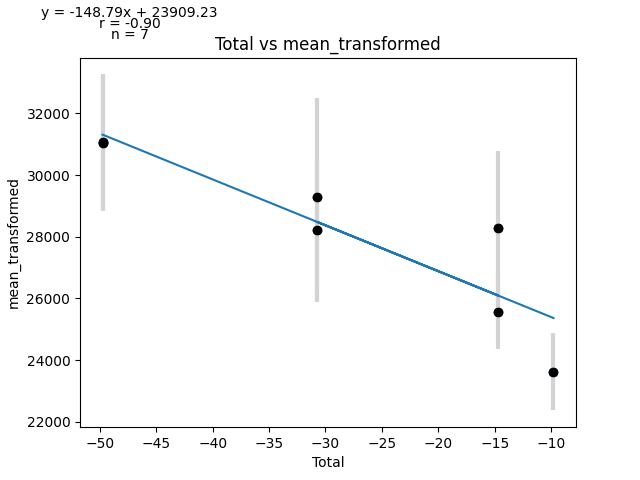 y = -148.79x + 23909.23
r = -0.90
n = 7
Total vs mean_transformed
mean_transformed
32000
30000
28000
26000
24000
22000
−50
−45
−40
−35
−30
−25
−20
−15
−10
Total